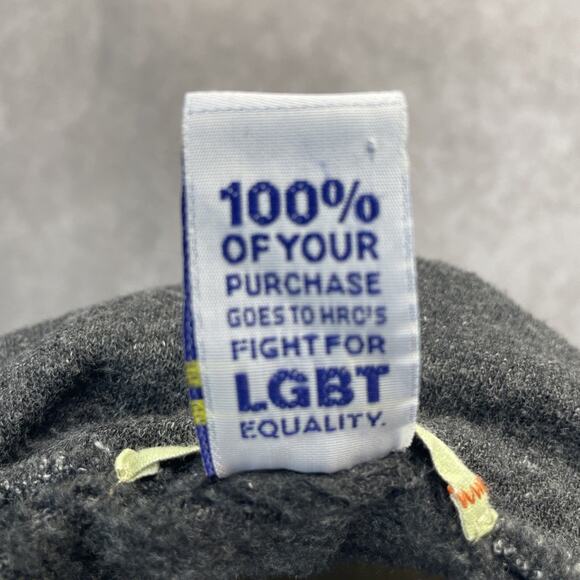 100%
OF YOUR
PURCHASE
GOES TO HRC'S
FIGHT FOR
LGBT
EQUALITY.